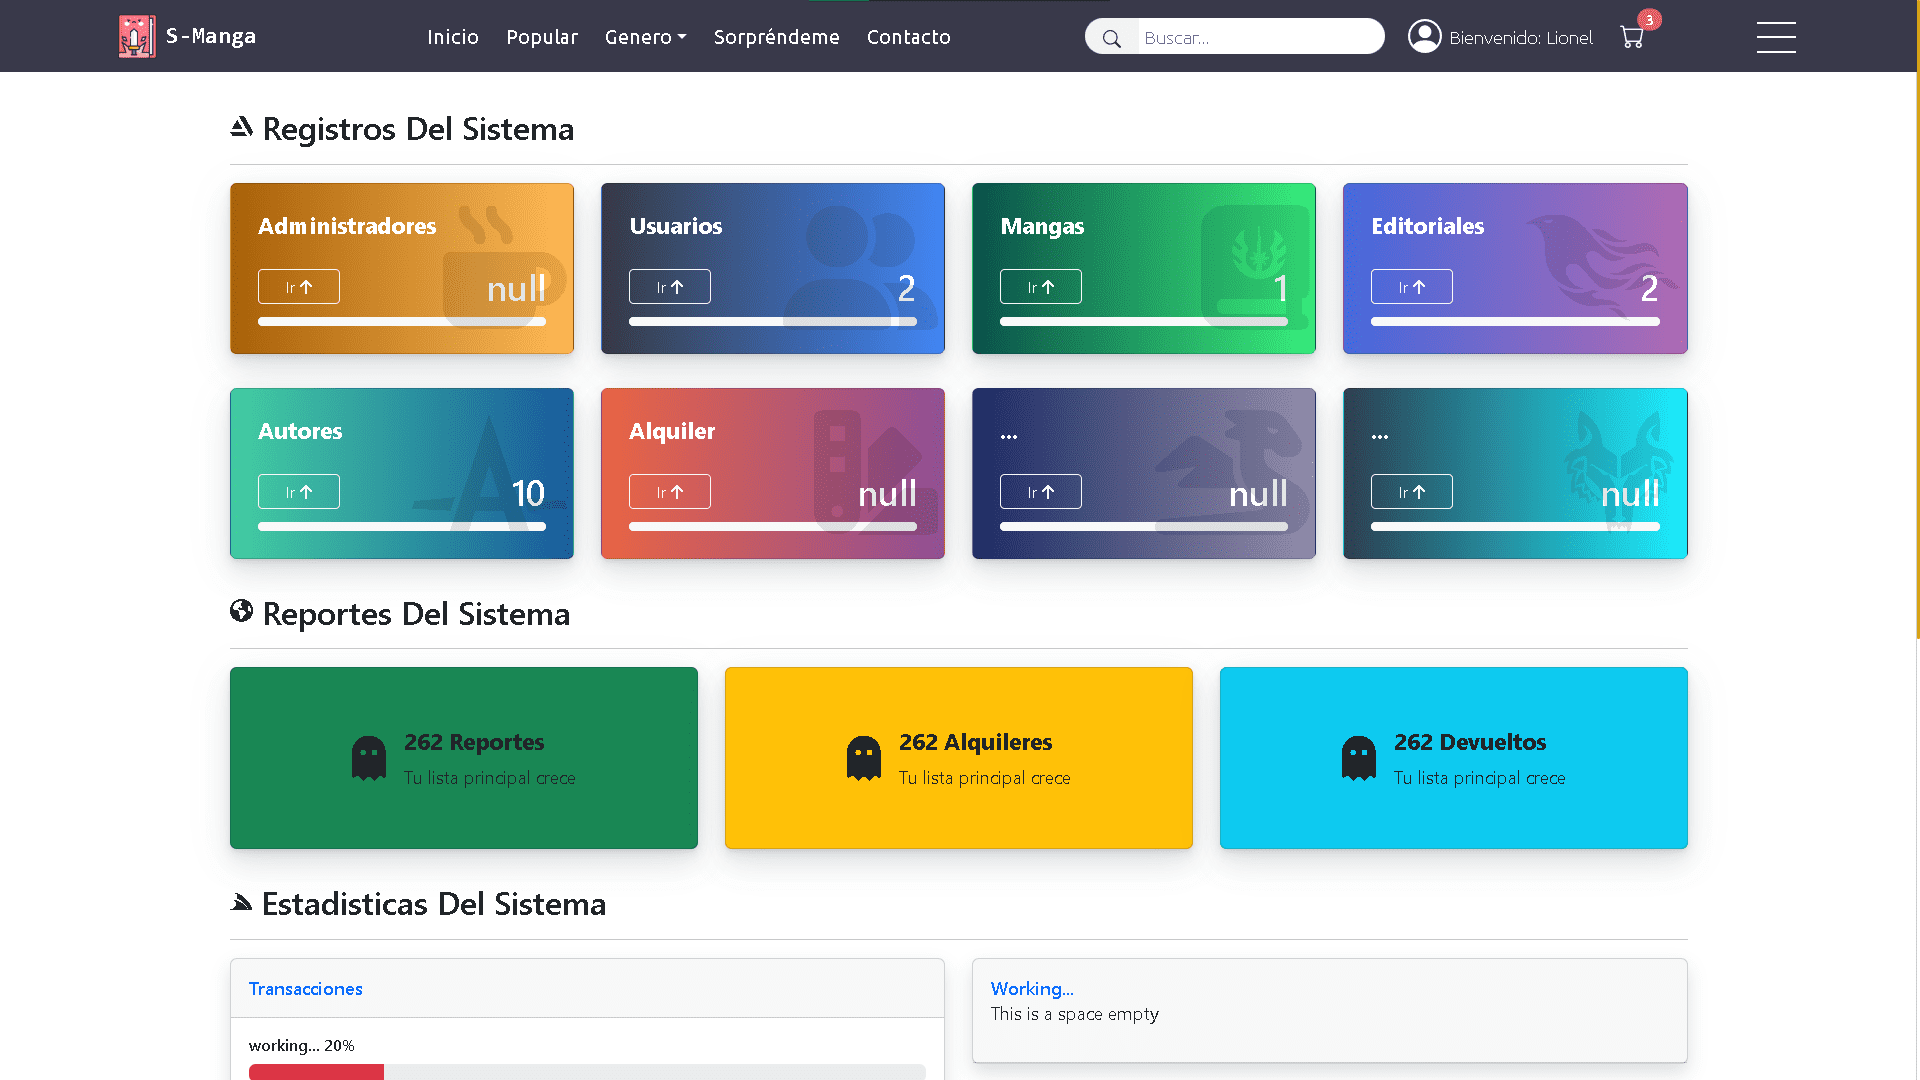 S-Manga
Inicio Popular Genero Sorpréndeme Contacto
Buscar...
Bienvenido: Lionel
3
Registros Del Sistema
Administradores
Ir
null
Usuarios
Ir
2
Mangas
Ir
1
Editoriales
Ir
2
Autores
Ir
10
Alquiler
Ir
null
...
Ir
null
...
Ir
null
Reportes Del Sistema
262 Reportes
Tu lista principal crece
262 Alquileres
Tu lista principal crece
262 Devueltos
Tu lista principal crece
Estadisticas Del Sistema
Transacciones
working... 20%
Working...
This is a space empty